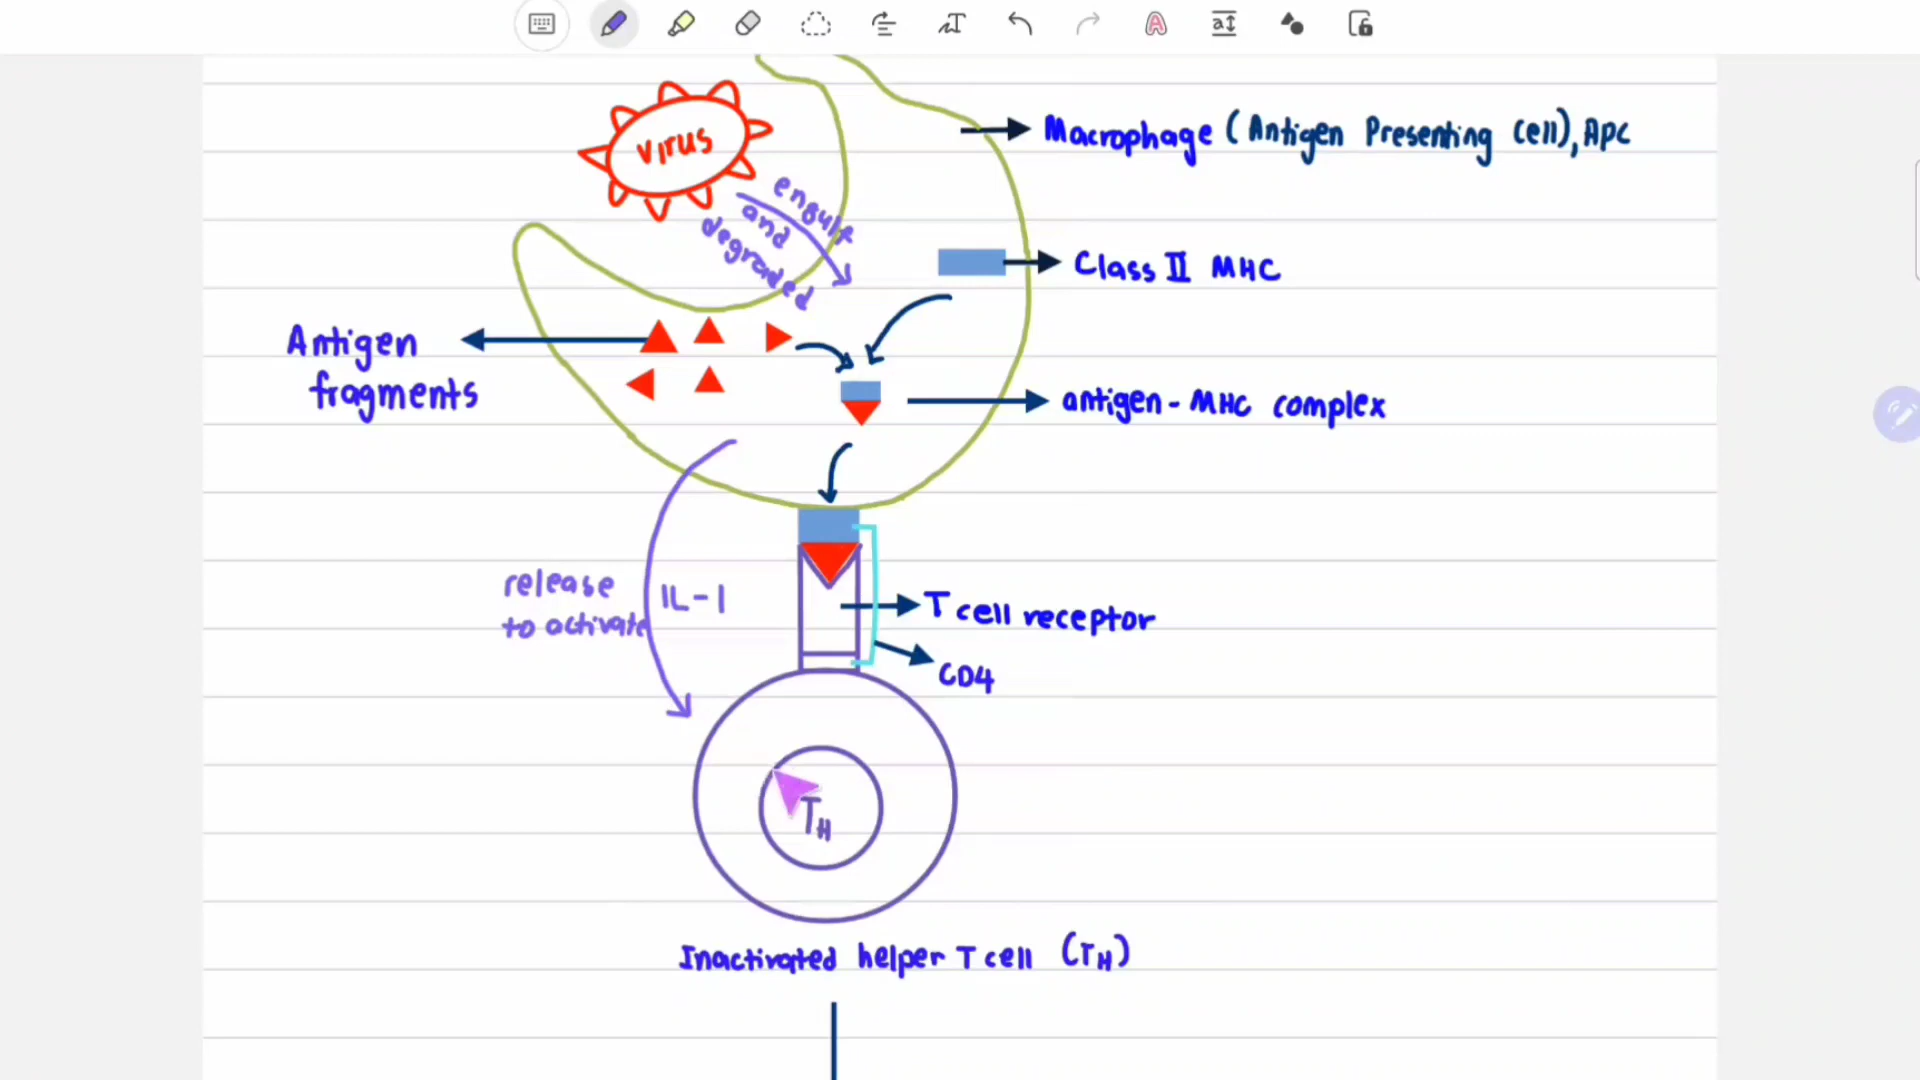 virus
engulf
and
degraded
Macrophage (Antigen Presenting Cell), APC
Class II MHC
Antigen
fragments
antigen - MHC complex
release
to activate
IL-1
T cell receptor
CD4
TH
Inactivated helper T cell (TH)